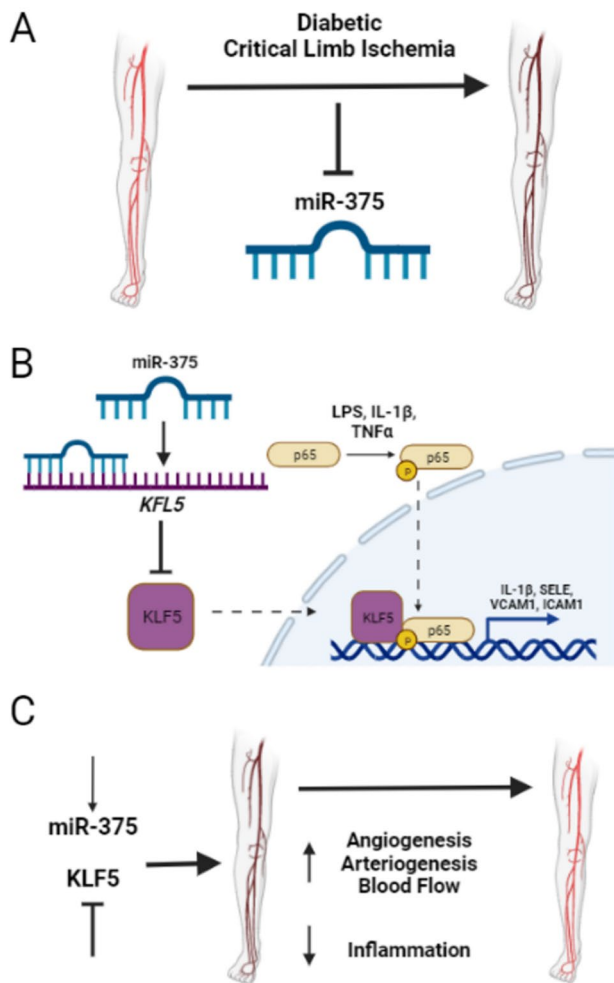 A
Diabetic
Critical Limb Ischemia
miR-375
B
miR-375
KFL5
KLF5
p65
LPS, IL-1β,
TNFα
p65
P
KLF5
p65
P
IL-1β, SELE,
VCAM1, ICAM1
C
miR-375
KLF5
Angiogenesis
Arteriogenesis
Blood Flow
Inflammation